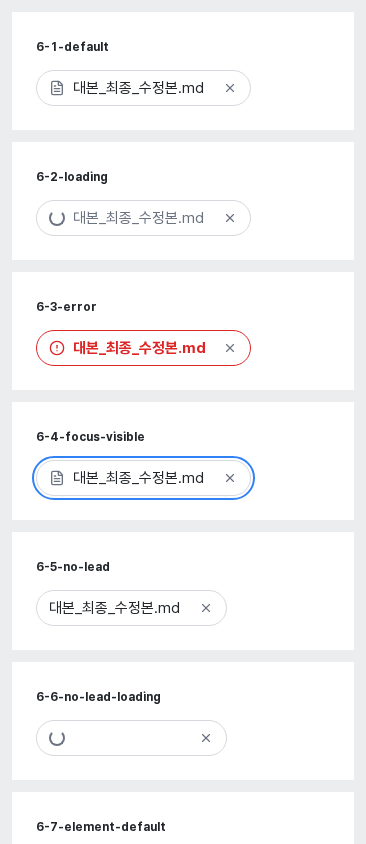 6-1-default
대본_최종_수정본.md
6-2-loading
대본_최종_수정본.md
6-3-error
대본_최종_수정본.md
6-4-focus-visible
대본_최종_수정본.md
6-5-no-lead
대본_최종_수정본.md
6-6-no-lead-loading
6-7-element-default